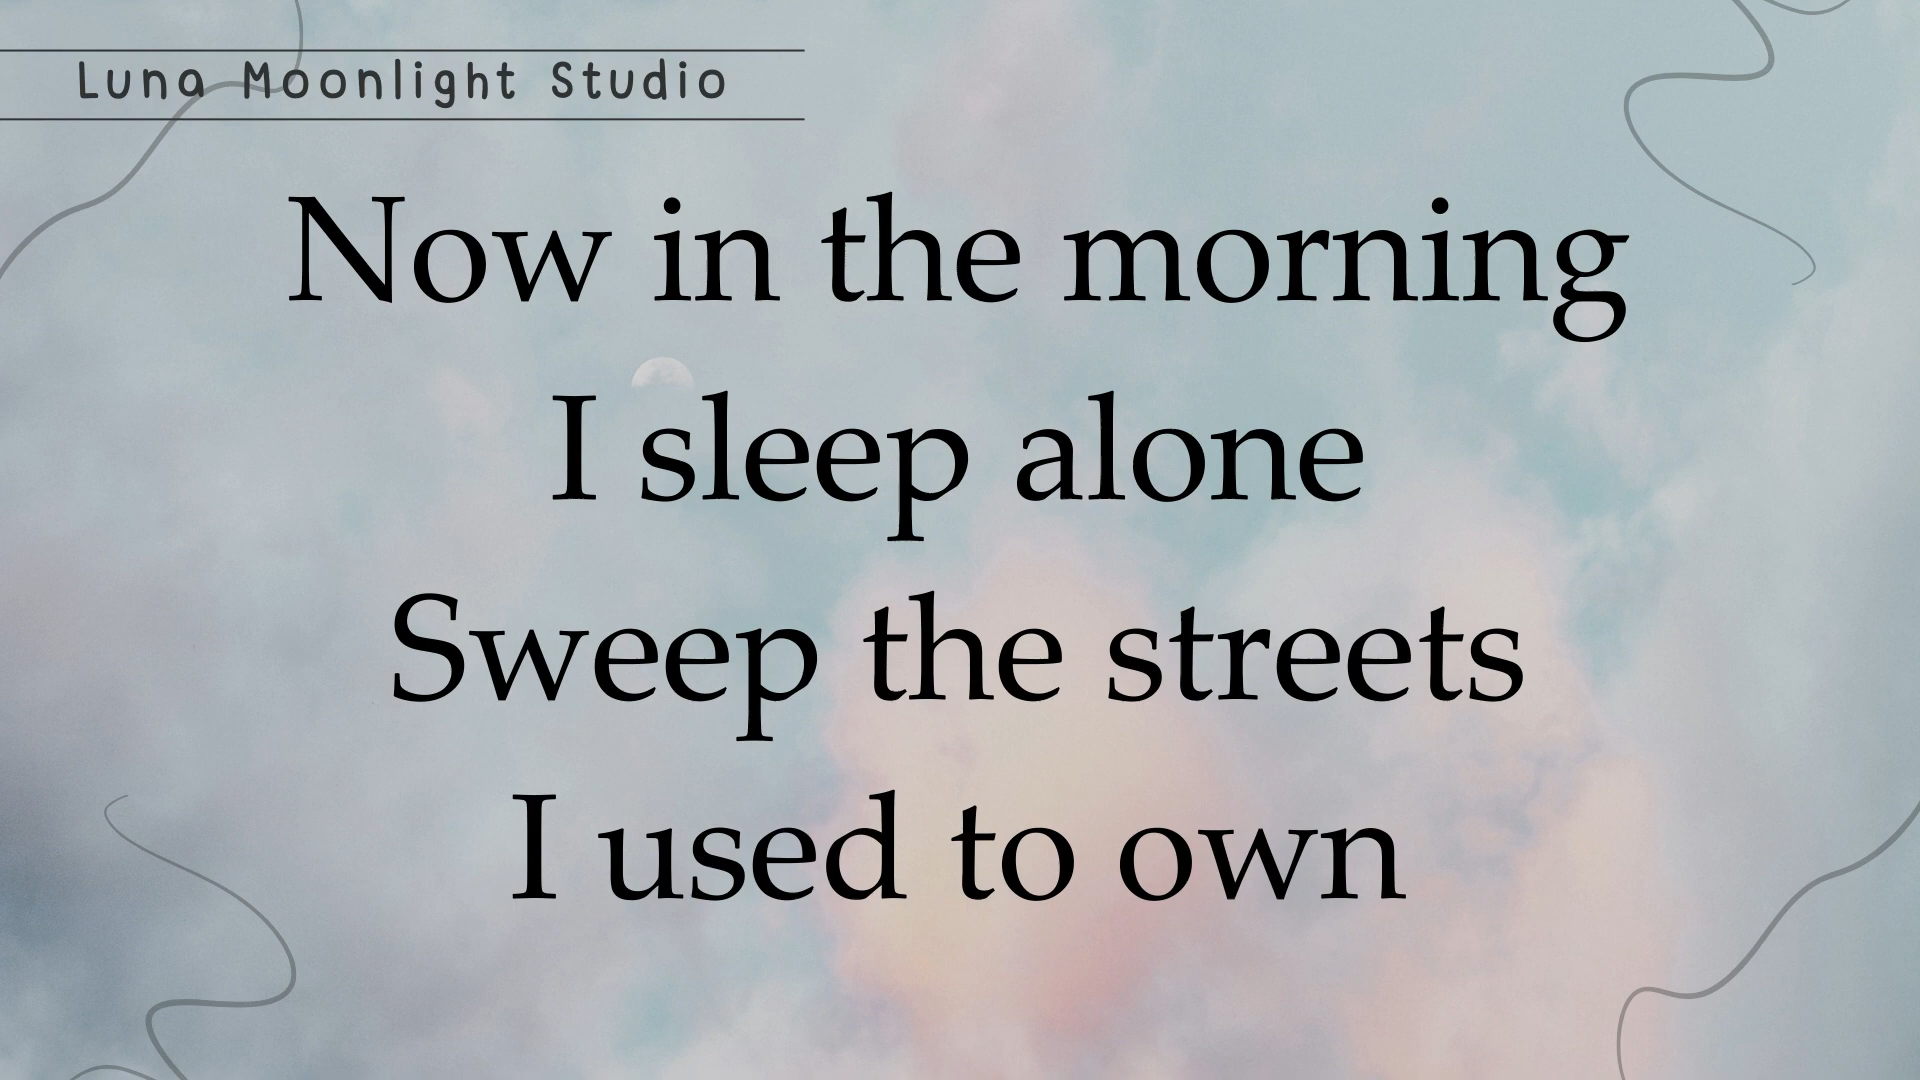 Luna Moonlight Studio
Now in the morning
I sleep alone
Sweep the streets
I used to own